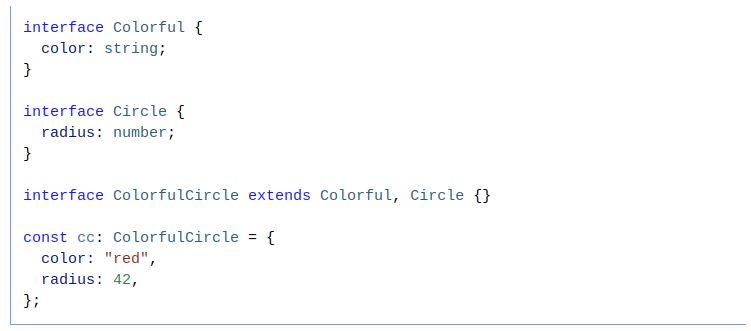 interface Colorful {
  color: string;
}

interface Circle {
  radius: number;
}

interface ColorfulCircle extends Colorful, Circle {}

const cc: ColorfulCircle = {
  color: "red",
  radius: 42,
};